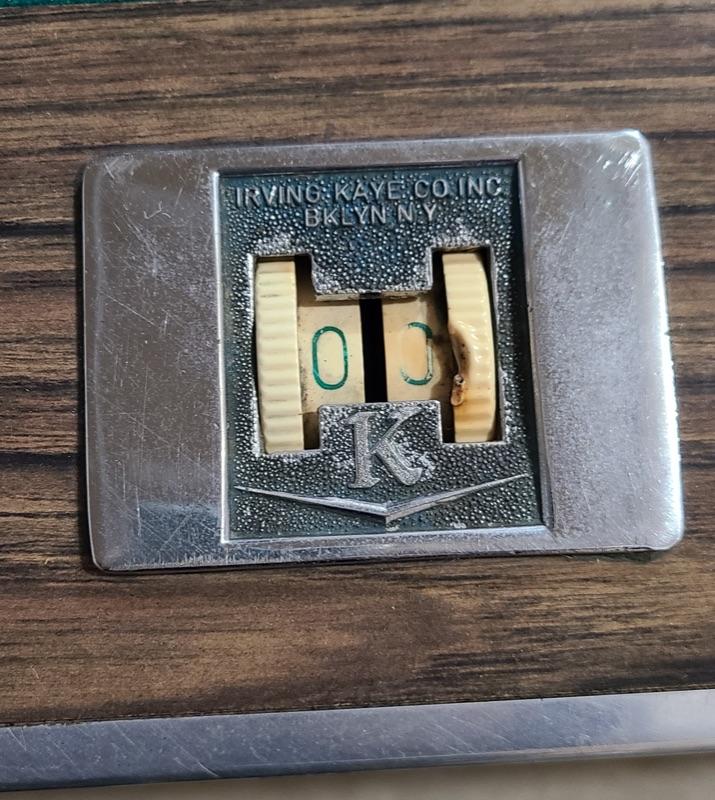 IRVING KAYE CO. INC.
BKLYN N.Y.
0 0
K